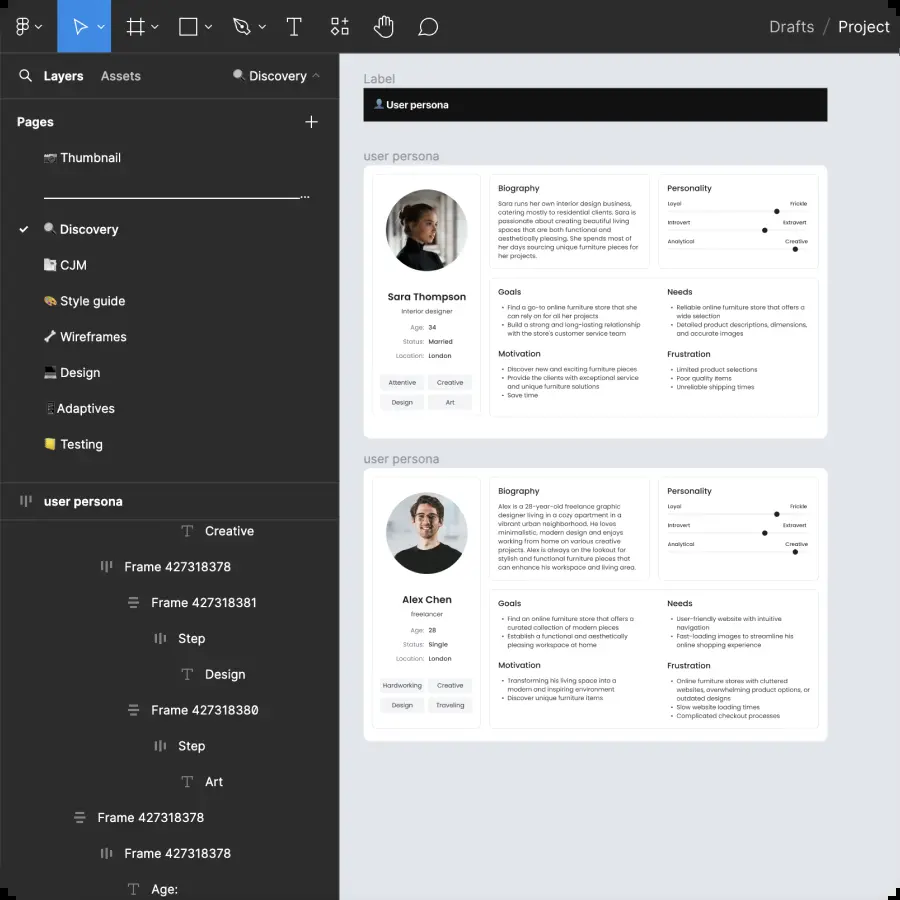 Drafts / Project
Layers
Assets
Discovery
Pages
Thumbnail
Discovery
CJM
Style guide
Wireframes
Design
Adaptives
Testing
user persona
Creative
Frame 427318378
Frame 427318381
Step
Design
Frame 427318380
Step
Art
Frame 427318378
Frame 427318378
Age:
Label
User persona
user persona
Sara Thompson
Interior designer
Age: 34
Status: Married
Location: London
Attentive
Creative
Design
Art
Biography
Sara runs her own interior design business,
catering mostly to residential clients. Sara is
passionate about creating beautiful living
spaces that are both functional and
aesthetically pleasing. She spends most of
her days sourcing unique furniture pieces for
her projects.
Personality
Loyal
Frickle
Introvert
Extravert
Analytical
Creative
Goals
• Find a go-to online furniture store that she
can rely on for all her projects
• Build a strong and long-lasting relationship
with the store's customer service team
Motivation
• Discover new and exciting furniture pieces
• Provide the clients with exceptional service
and unique furniture solutions
• Save time
Needs
• Reliable online furniture store that offers a
wide selection
• Detailed product descriptions, dimensions,
and accurate images
Frustration
• Limited product selections
• Poor quality items
• Unreliable shipping times
user persona
Alex Chen
freelancer
Age: 28
Status: Single
Location: London
Hardworking
Creative
Design
Traveling
Biography
Alex is a 28-year-old freelance graphic
designer living in a cozy apartment in a
vibrant urban neighborhood. He loves
minimalistic, modern design and enjoys
working from home on various creative
projects. Alex is always on the lookout for
stylish and functional furniture pieces that
can enhance his workspace and living area.
Personality
Loyal
Frickle
Introvert
Extravert
Analytical
Creative
Goals
• Find an online furniture store that offers a
curated collection of modern pieces
• Establish a functional and aesthetically
pleasing workspace at home
Motivation
• Transforming his living space into a
modern and inspiring environment
• Discover unique furniture items
Needs
• User-friendly website with intuitive
navigation
• Fast-loading images to streamline his
online shopping experience
Frustration
• Online furniture stores with cluttered
websites, overwhelming product options, or
outdated designs
• Slow website loading times
• Complicated checkout processes